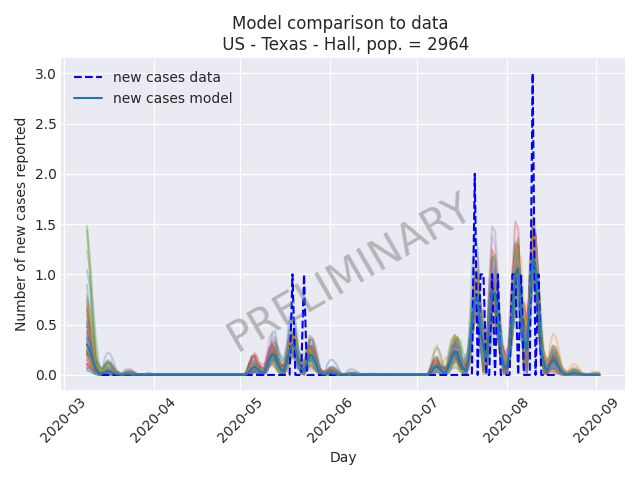 Model comparison to data
US - Texas - Hall, pop. = 2964
new cases data
new cases model
Number of new cases reported
3.0
2.5
2.0
1.5
1.0
0.5
0.0
PRELIMINARY
2020-03
2020-04
2020-05
2020-06
2020-07
2020-08
2020-09
Day